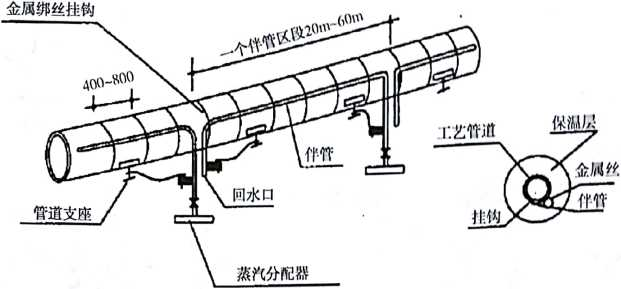 金属绑丝挂钩
一个伴管区段20m~60m
400~800
伴管
管道支座
回水口
蒸汽分配器
工艺管道
保温层
金属丝
伴管
挂钩